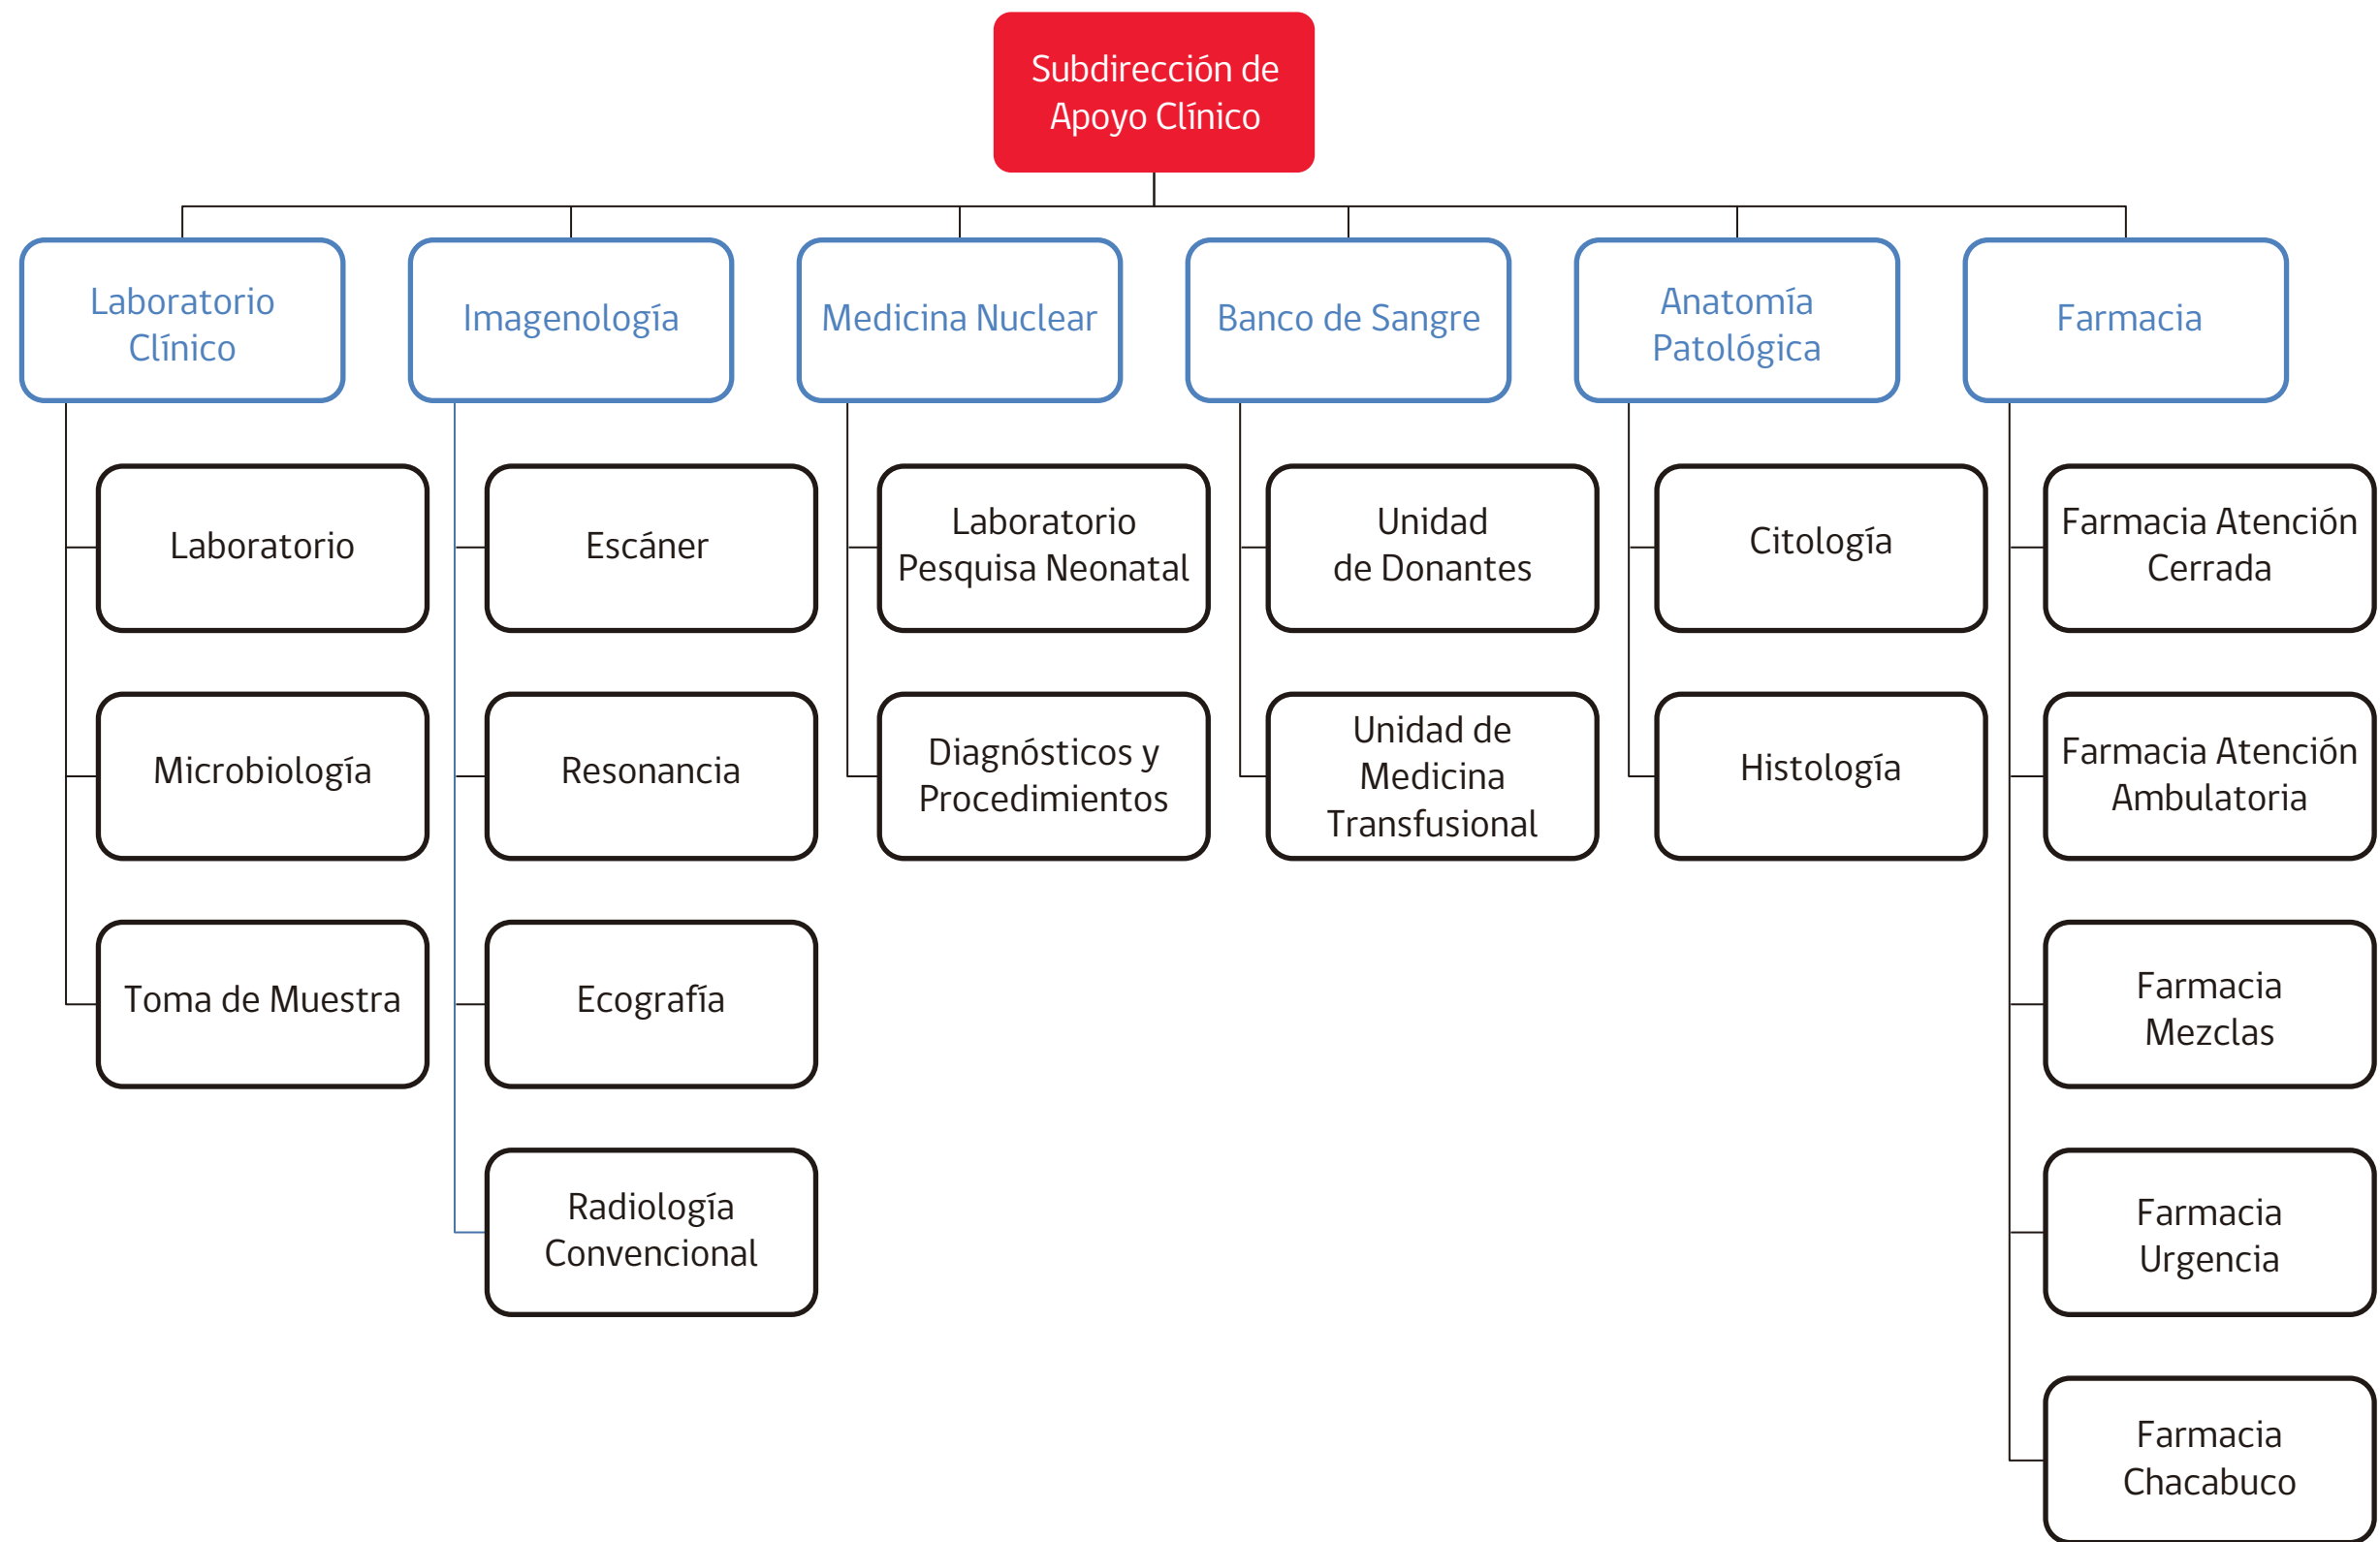 Subdirección de
Apoyo Clínico
Laboratorio
Clínico
Imagenología
Medicina Nuclear
Banco de Sangre
Anatomía
Patológica
Farmacia
Laboratorio
Microbiología
Toma de Muestra
Escáner
Resonancia
Ecografía
Radiología
Convencional
Laboratorio
Pesquisa Neonatal
Diagnósticos y
Procedimientos
Unidad
de Donantes
Unidad de
Medicina
Transfusional
Citología
Histología
Farmacia Atención
Cerrada
Farmacia Atención
Ambulatoria
Farmacia
Mezclas
Farmacia
Urgencia
Farmacia
Chacabuco